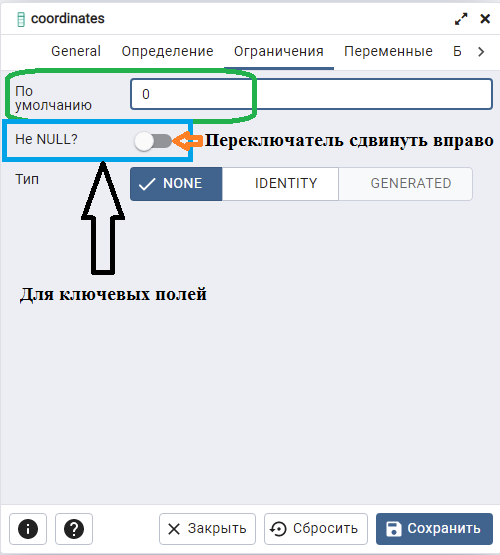 coordinates
General Определение Ограничения Переменные Б
По
умолчанию
0
Не NULL?
Переключатель сдвинуть вправо
Тип
NONE IDENTITY GENERATED
Для ключевых полей
Закрыть Сбросить Сохранить